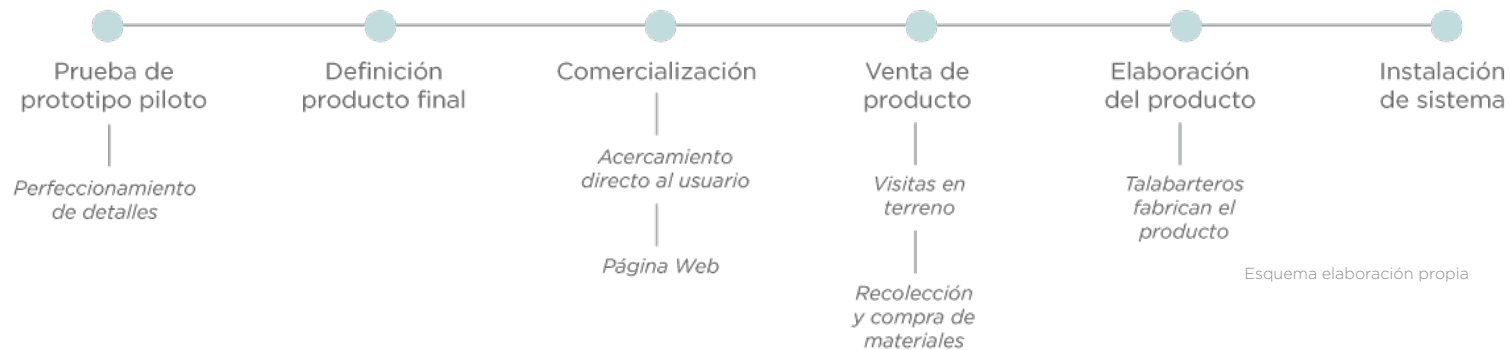 Prueba de
prototipo piloto
Perfeccionamiento
de detalles
Definición
producto final
Comercialización
Acercamiento
directo al usuario
Página Web
Venta de
producto
Visitas en
terreno
Recolección
y compra de
materiales
Elaboración
del producto
Talabarteros
fabrican el
producto
Instalación
de sistema
Esquema elaboración propia